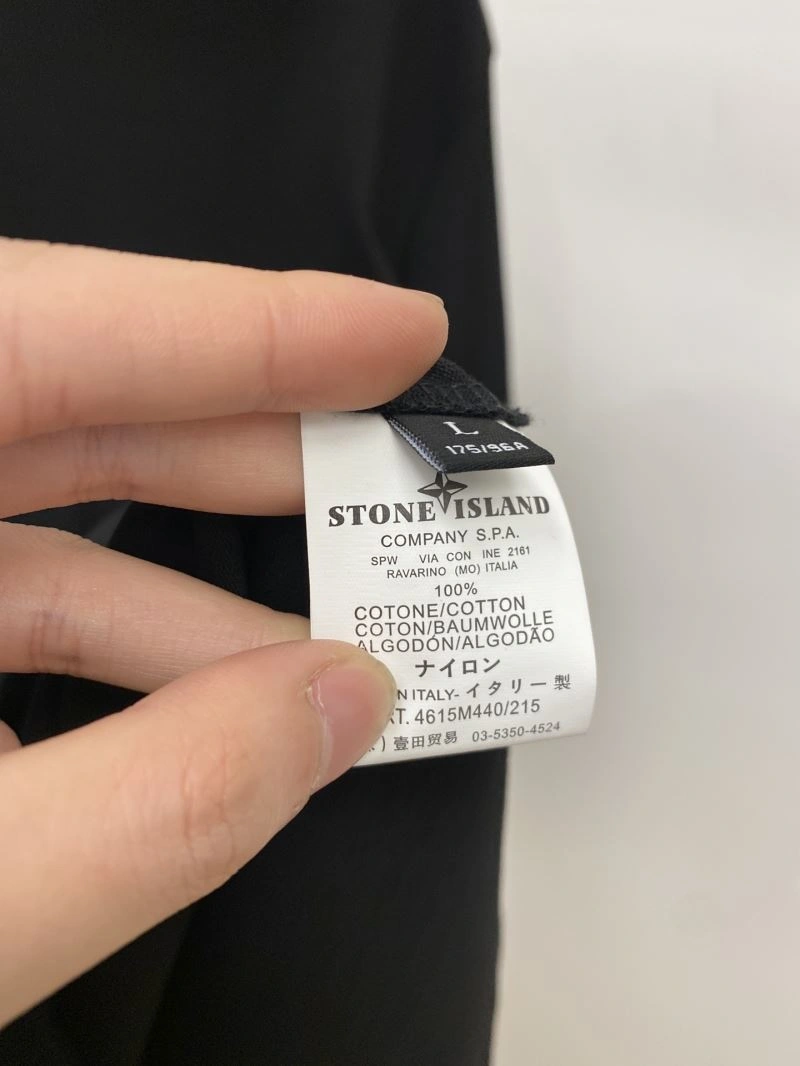 L
175/96A
STONE ISLAND
COMPANY S.P.A.
SPW VIA CON INE 2161
RAVARINO (MO) ITALIA
100%
COTONE/COTTON
COTON/BAUMWOLLE
ALGODÓN/ALGODÃO
ナイロン
N ITALY-イタリー製
RT. 4615M440/215
) 壹田贸易 03-5350-4524